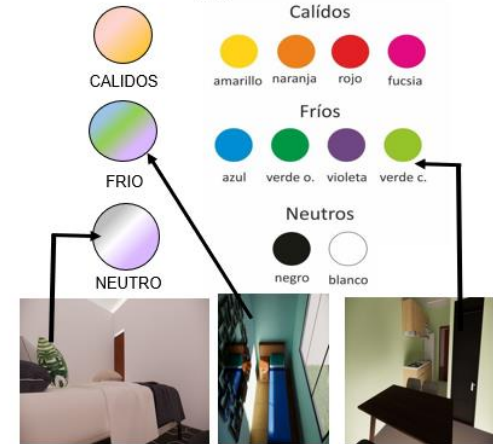 Calídos
CALIDOS
amarillo naranja rojo fucsia
Fríos
FRIO
azul verde o. violeta verde c.
Neutros
NEUTRO
negro blanco